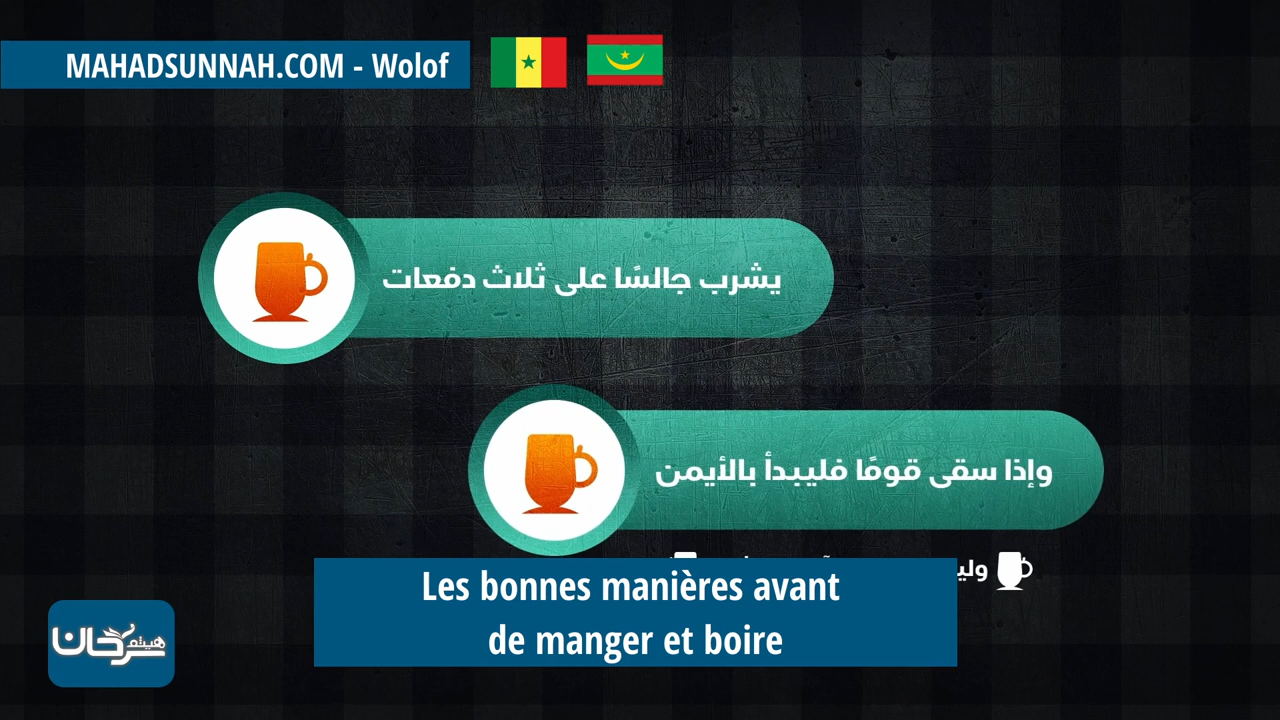 MAHADSUNNAH.COM - Wolof
يشرب جالسًا على ثلاث دفعات
وإذا سقى قومًا فليبدأ بالأيمن
Les bonnes manières avant
de manger et boire
هيثم
سرحان